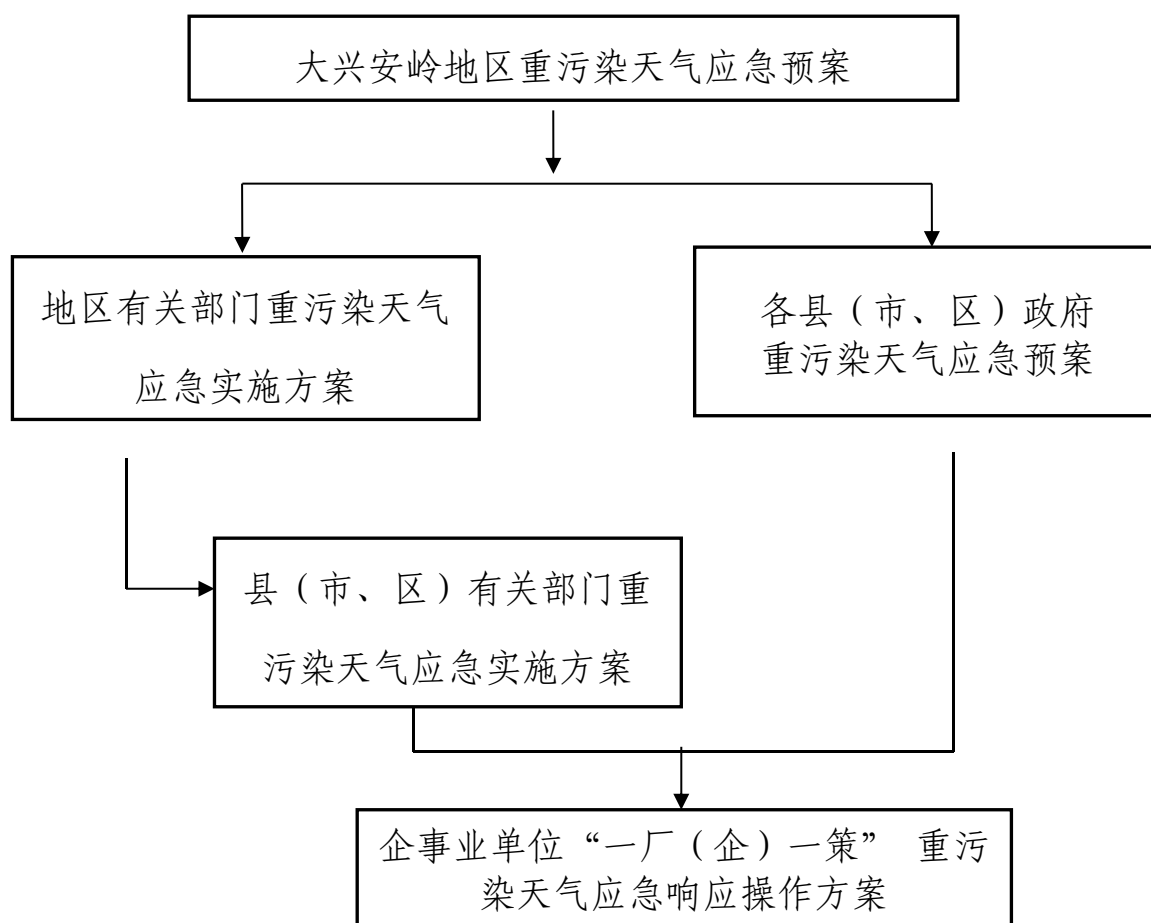 大兴安岭地区重污染天气应急预案
地区有关部门重污染天气
应急实施方案
各县（市、区）政府
重污染天气应急预案
县（市、区）有关部门重
污染天气应急实施方案
企事业单位“一厂（企）一策” 重污
染天气应急响应操作方案